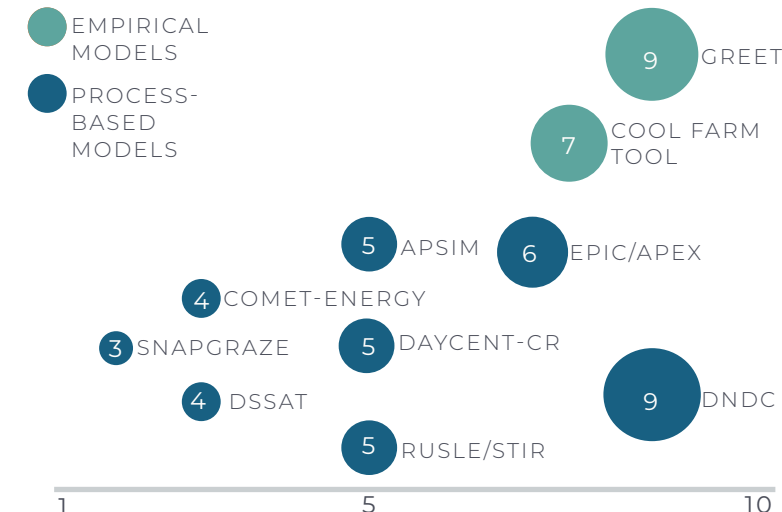 EMPIRICAL
MODELS
PROCESS-
BASED
MODELS
9 GREET
7 COOL FARM
TOOL
5 APSIM
6 EPIC/APEX
4 COMET-ENERGY
3 SNAPGRAZE
5 DAYCENT-CR
4 DSSAT
9 DNDC
5 RUSLE/STIR
1 5 10